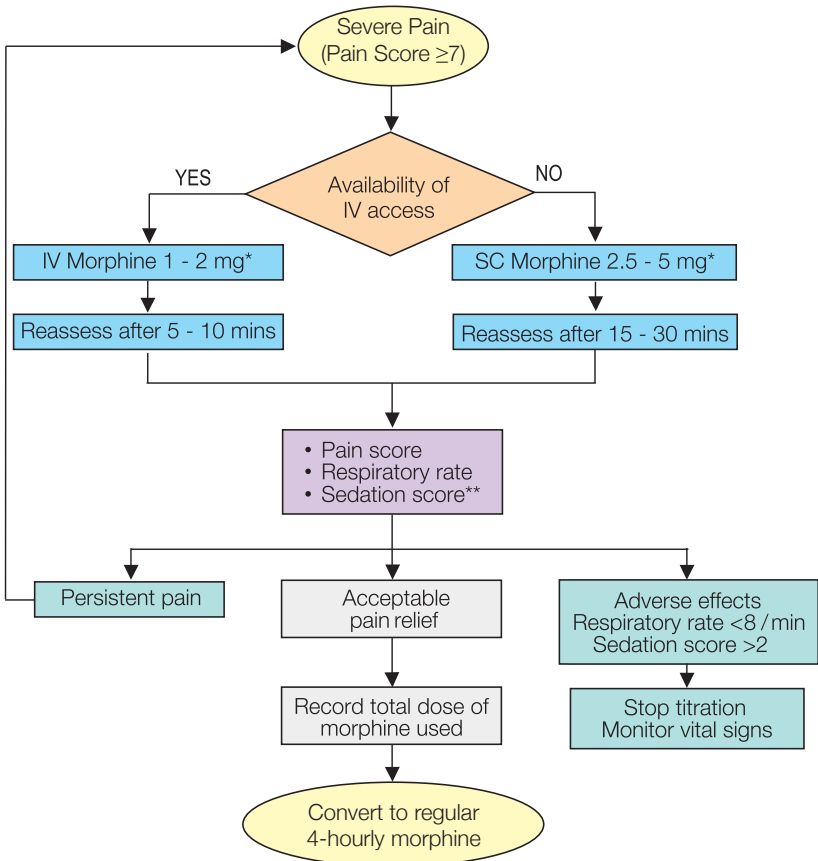 Severe Pain
(Pain Score ≥7)
Availability of
IV access
YES
NO
IV Morphine 1 - 2 mg*
SC Morphine 2.5 - 5 mg*
Reassess after 5 - 10 mins
Reassess after 15 - 30 mins
• Pain score
• Respiratory rate
• Sedation score**
Persistent pain
Acceptable
pain relief
Adverse effects
Respiratory rate <8 / min
Sedation score >2
Record total dose of
morphine used
Stop titration
Monitor vital signs
Convert to regular
4-hourly morphine